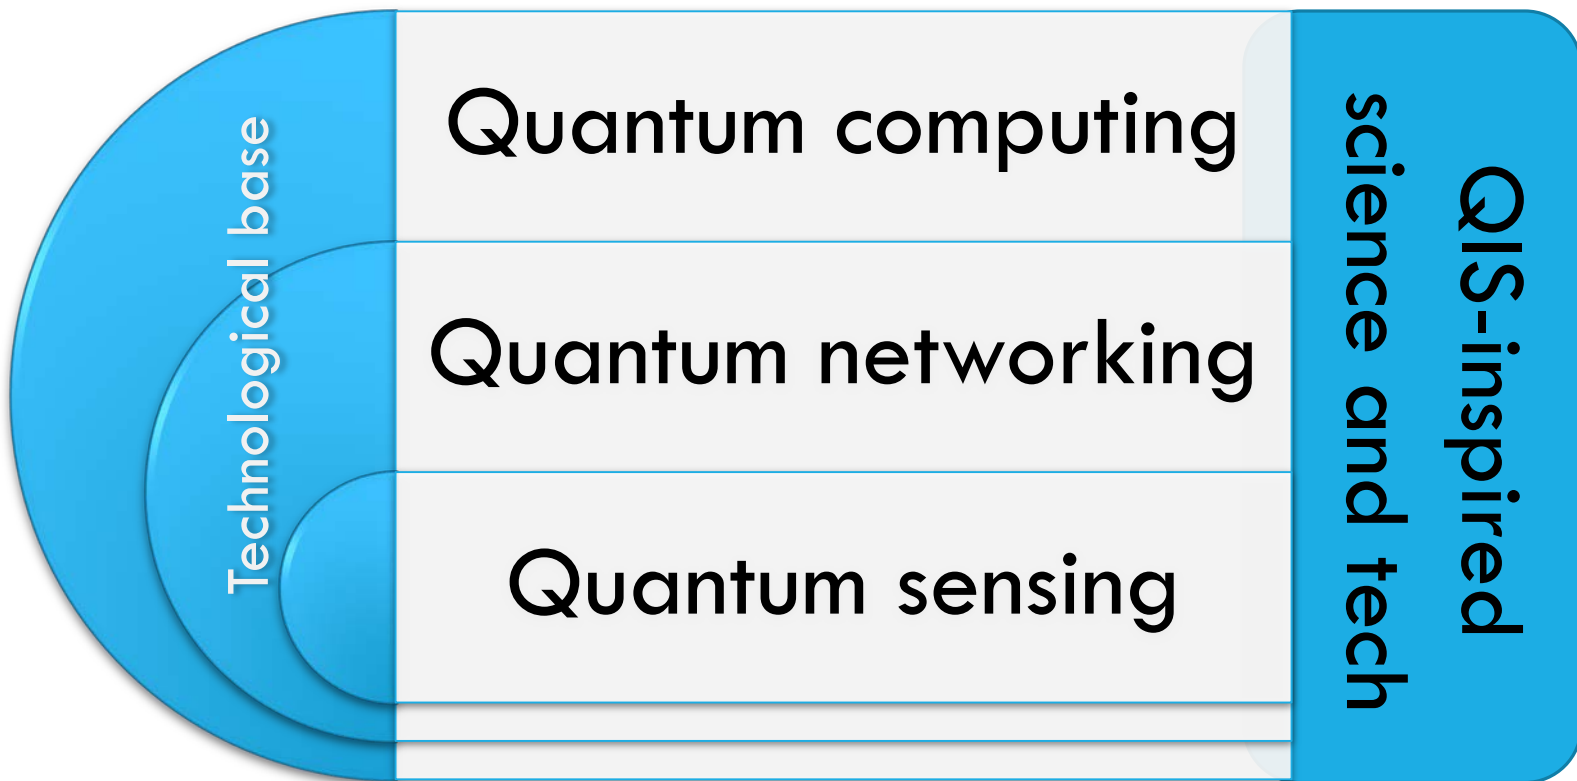 Technological base
Quantum computing
Quantum networking
Quantum sensing
QIS-inspired
science and tech